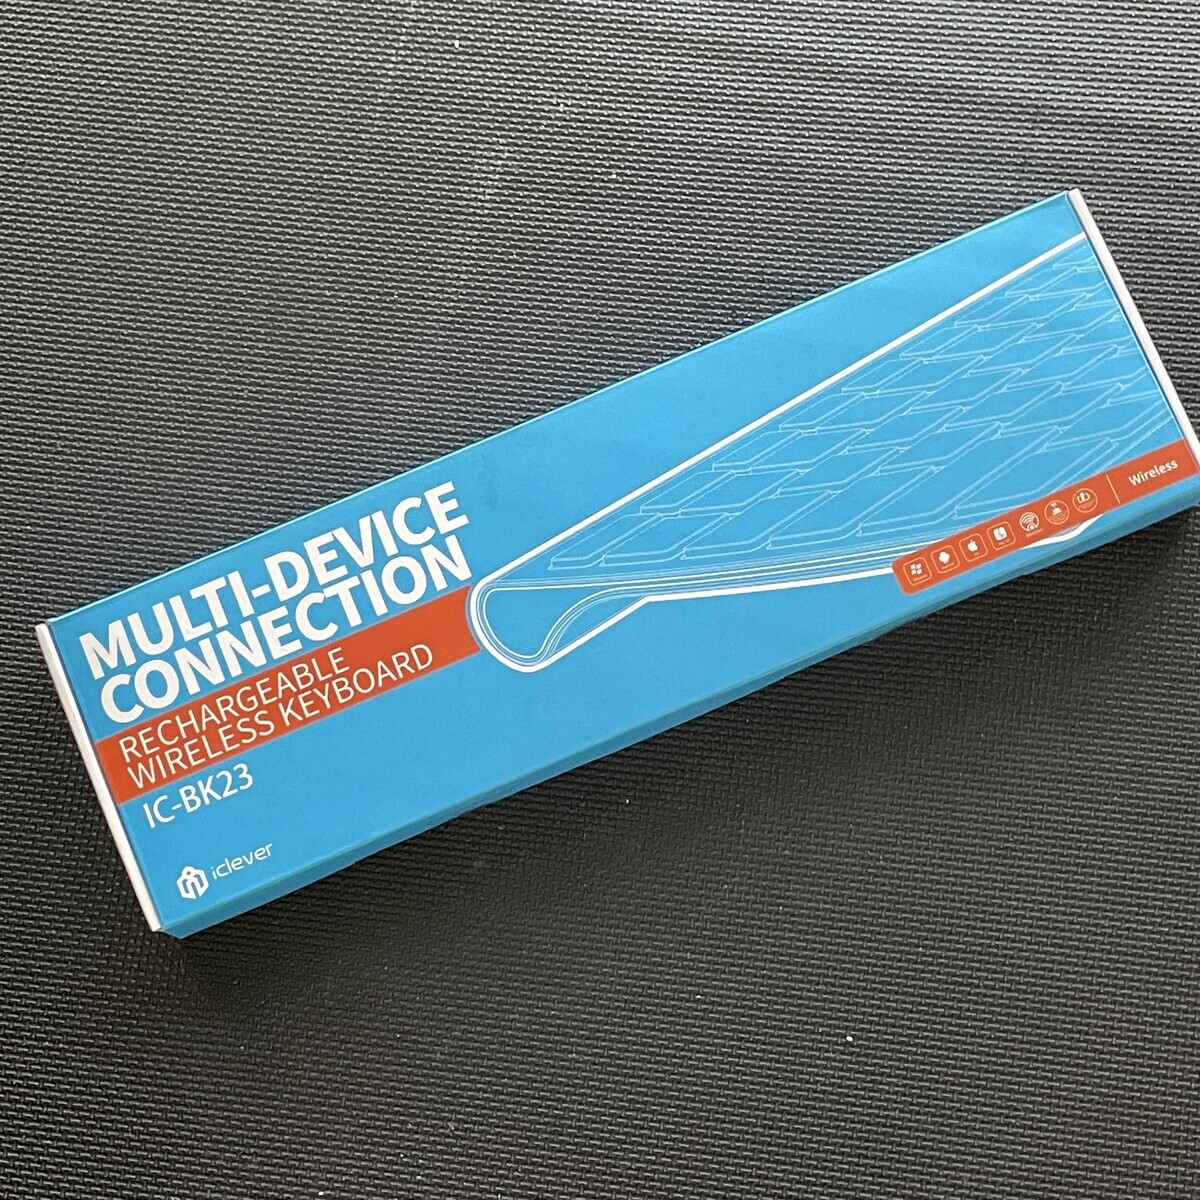 MULTI-DEVICE
CONNECTION
RECHARGEABLE
WIRELESS KEYBOARD
IC-BK23
iclever
Wireless